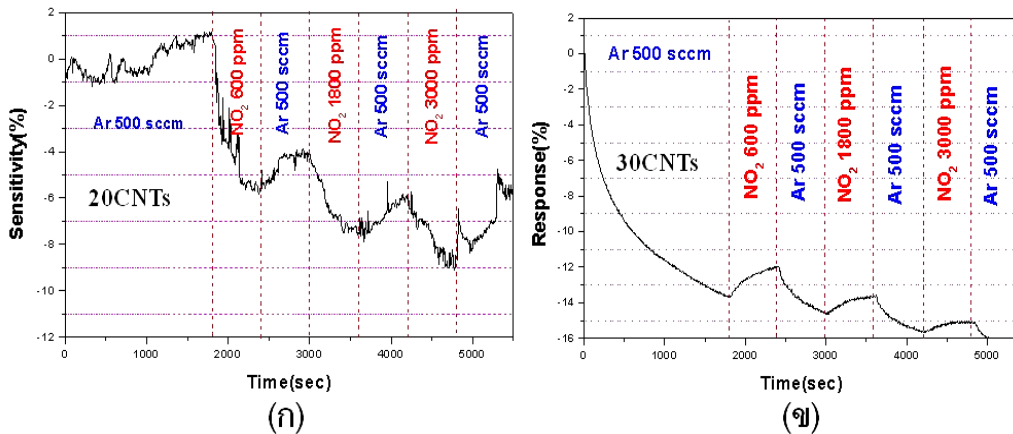 2
0
-2
-4
-6
-8
-10
-12
Sensitivity(%)
Ar 500 sccm
NO2 600 ppm
Ar 500 sccm
NO2 1800 ppm
Ar 500 sccm
NO2 3000 ppm
Ar 500 sccm
20CNTs
0 1000 2000 3000 4000 5000
Time(sec)
(ก)
2
0
-2
-4
-6
-8
-10
-12
-14
-16
Response(%)
Ar 500 sccm
NO2 600 ppm
Ar 500 sccm
NO2 1800 ppm
Ar 500 sccm
NO2 3000 ppm
Ar 500 sccm
30CNTs
0 1000 2000 3000 4000 5000
Time(sec)
(ข)